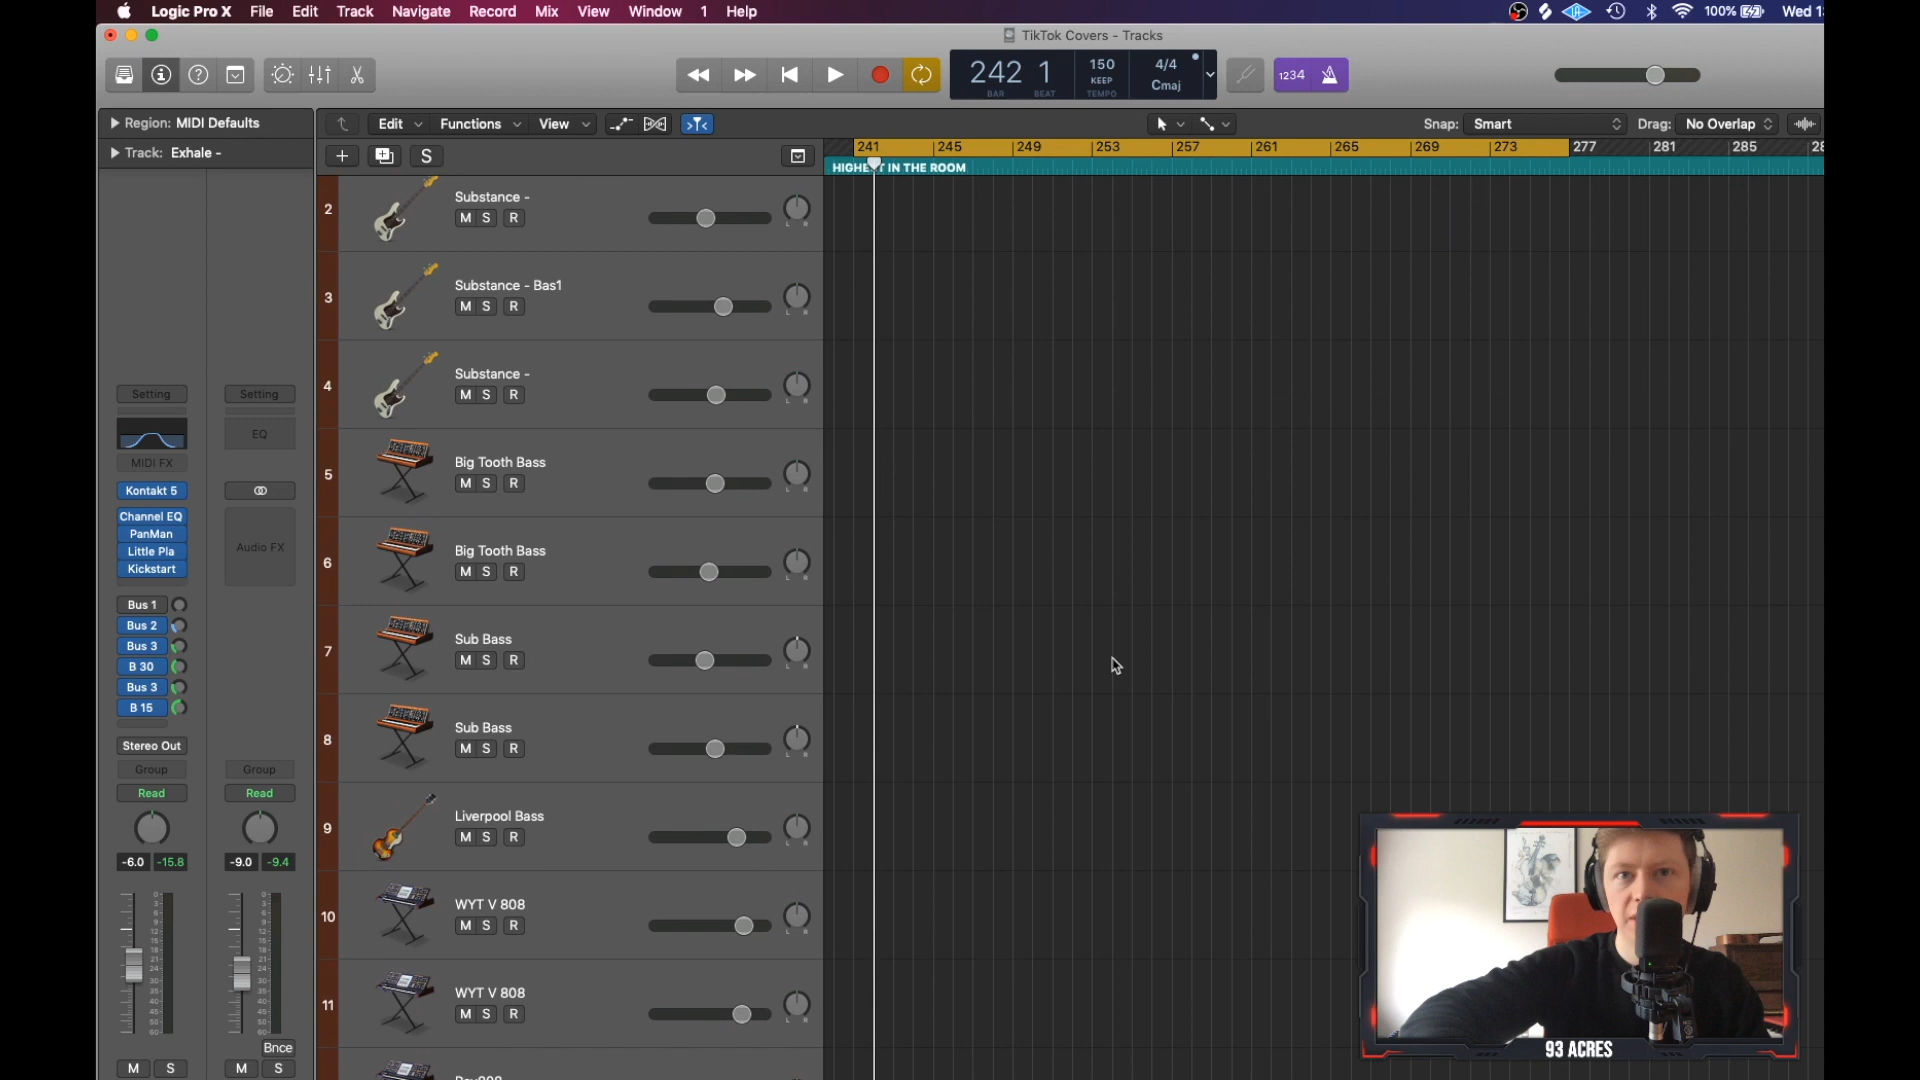 Logic Pro X File Edit Track Navigate Record Mix View Window 1 Help
100% Wed 1
TikTok Covers - Tracks
242 1 150 4/4
KEEP Cmaj
BAR BEAT TEMPO
1234
Region: MIDI Defaults
Edit Functions View
Snap: Smart Drag: No Overlap
Track: Exhale -
S
241 245 249 253 257 261 265 269 273 277 281 285
IN THE ROOM
2 Substance -
M S R
L R
3 Substance - Bas1
M S R
L R
4 Substance -
M S R
L R
5 Big Tooth Bass
M S R
L R
6 Big Tooth Bass
M S R
L R
7 Sub Bass
M S R
L R
8 Sub Bass
M S R
L R
9 Liverpool Bass
M S R
L R
10 WYT V 808
M S R
L R
11 WYT V 808
M S R
L R
Setting Setting
EQ
MIDI FX
Kontakt 5
Channel EQ
PanMan
Little Pla
Kickstart
Audio FX
Bus 1
Bus 2
Bus 3
B 30
Bus 3
B 15
Stereo Out
Group Group
Read Read
-6.0 -15.8 -9.0 -9.4
Bnce
M S M S
93 ACRES